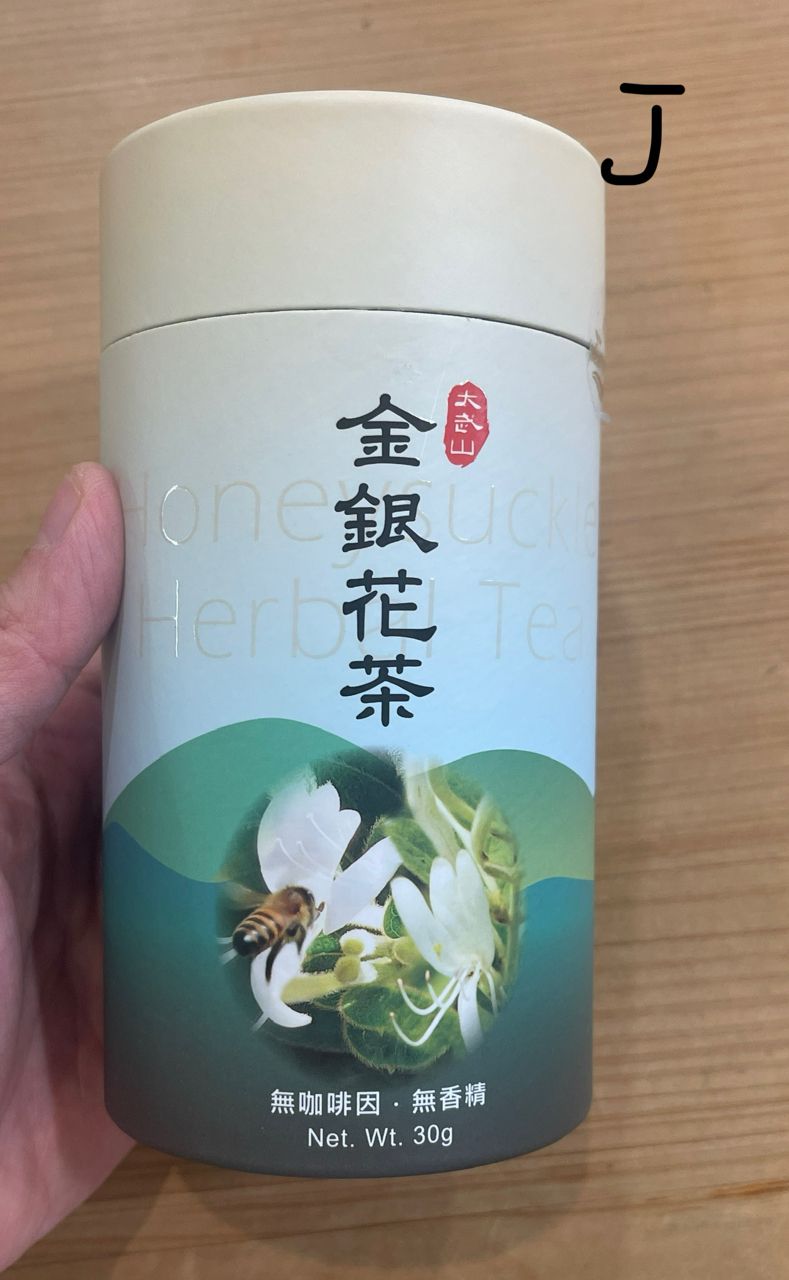 J
大武山
金銀花茶
Honeysuckle
Herbal Tea
無咖啡因・無香精
Net. Wt. 30g